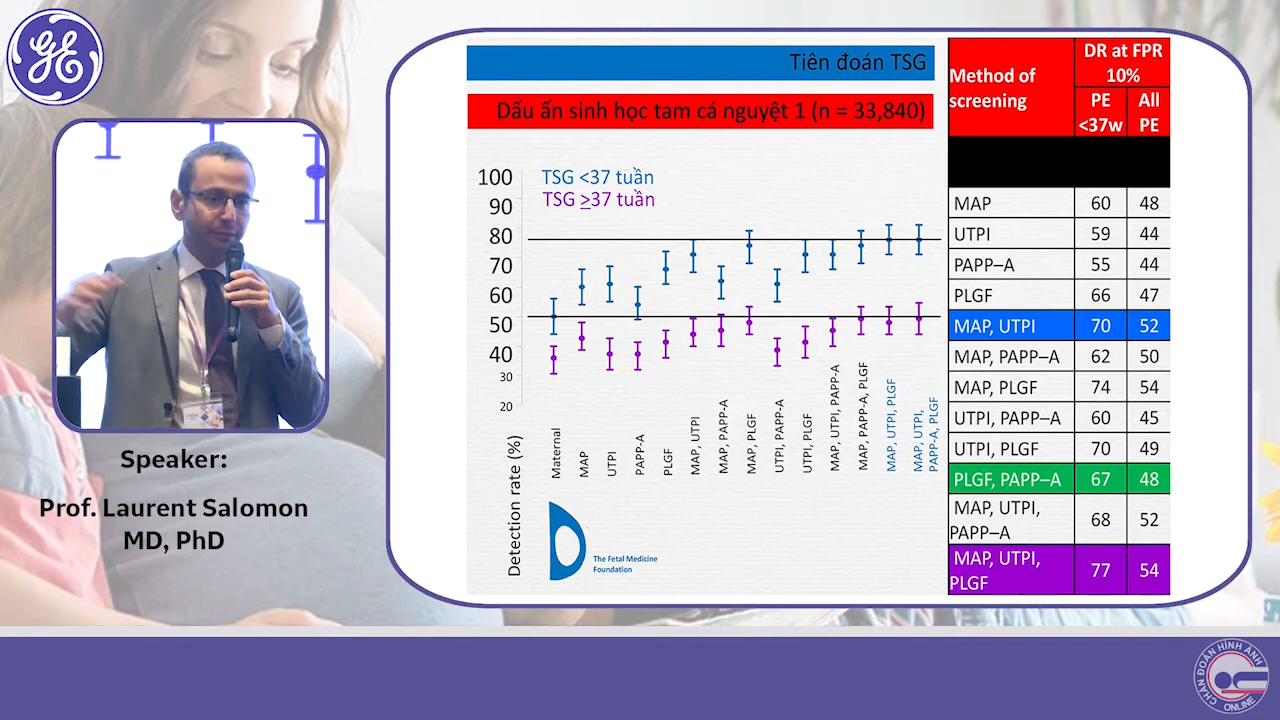 GE
Speaker:
Prof. Laurent Salomon
MD, PhD
Tiên đoán TSG
Dấu ấn sinh học tam cá nguyệt 1 (n = 33,840)
TSG <37 tuần
TSG ≥37 tuần
100
90
80
70
60
50
40
30
20
Detection rate (%)
Maternal
MAP
UTPI
PAPP-A
PLGF
MAP, UTPI
MAP, PAPP-A
MAP, PLGF
UTPI, PAPP-A
UTPI, PLGF
MAP, UTPI, PAPP-A
MAP, PAPP-A, PLGF
MAP, UTPI, PLGF
MAP, UTPI,
PAPP-A, PLGF
The Fetal Medicine
Foundation
Method of
screening
DR at FPR
10%
PE
<37w
All
PE
MAP 60 48
UTPI 59 44
PAPP–A 55 44
PLGF 66 47
MAP, UTPI 70 52
MAP, PAPP–A 62 50
MAP, PLGF 74 54
UTPI, PAPP–A 60 45
UTPI, PLGF 70 49
PLGF, PAPP–A 67 48
MAP, UTPI,
PAPP–A 68 52
MAP, UTPI,
PLGF 77 54
CHẨN ĐOÁN HÌNH ẢNH
ONLINE